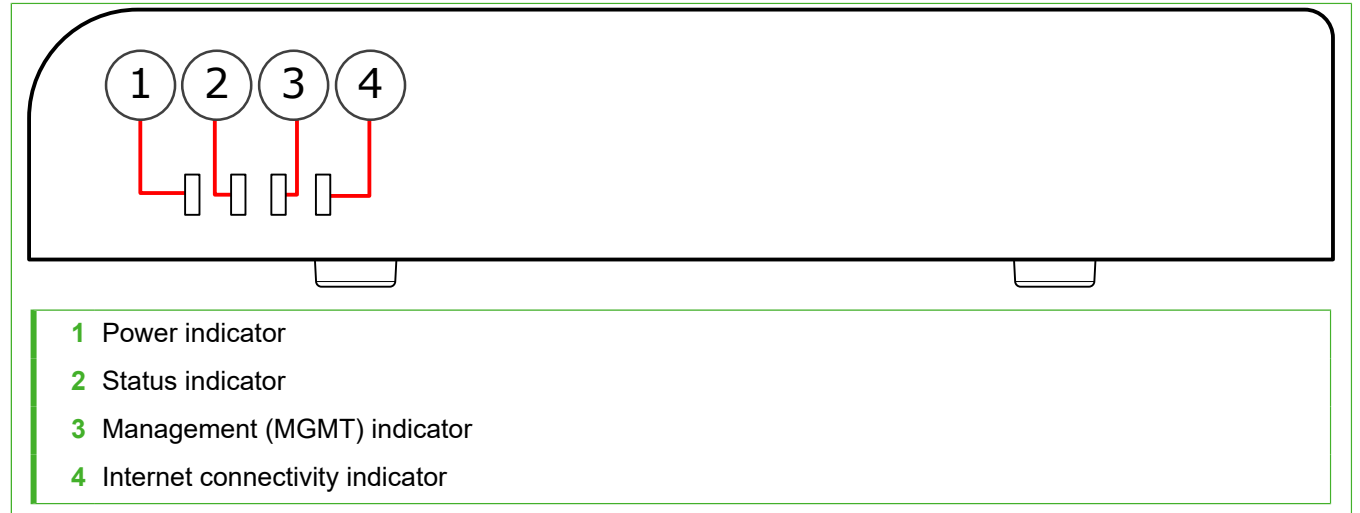 1 2 3 4
1 Power indicator
2 Status indicator
3 Management (MGMT) indicator
4 Internet connectivity indicator